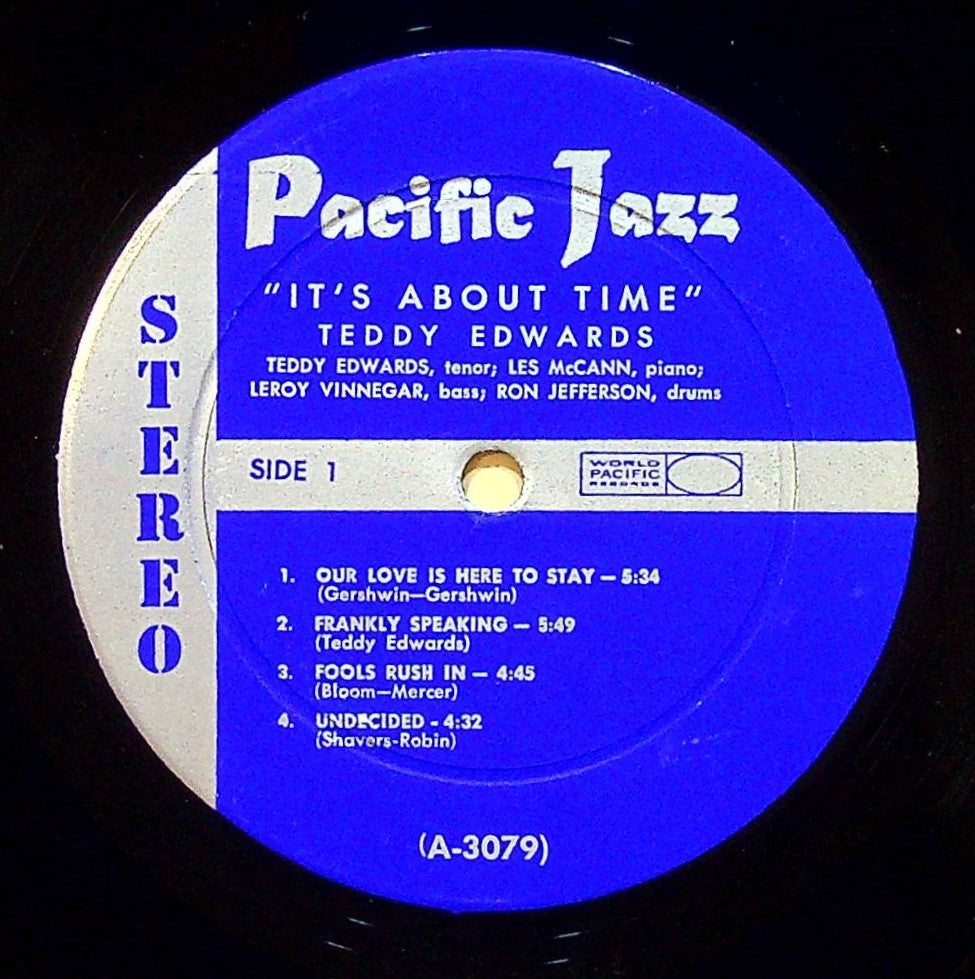 Pacific Jazz
"IT'S ABOUT TIME"
TEDDY EDWARDS
TEDDY EDWARDS, tenor; LES McCANN, piano;
LEROY VINNEGAR, bass; RON JEFFERSON, drums
STEREO
SIDE 1
WORLD
PACIFIC
RECORDS
1. OUR LOVE IS HERE TO STAY — 5:34
(Gershwin—Gershwin)
2. FRANKLY SPEAKING — 5:49
(Teddy Edwards)
3. FOOLS RUSH IN — 4:45
(Bloom—Mercer)
4. UNDECIDED - 4:32
(Shavers-Robin)
(A-3079)